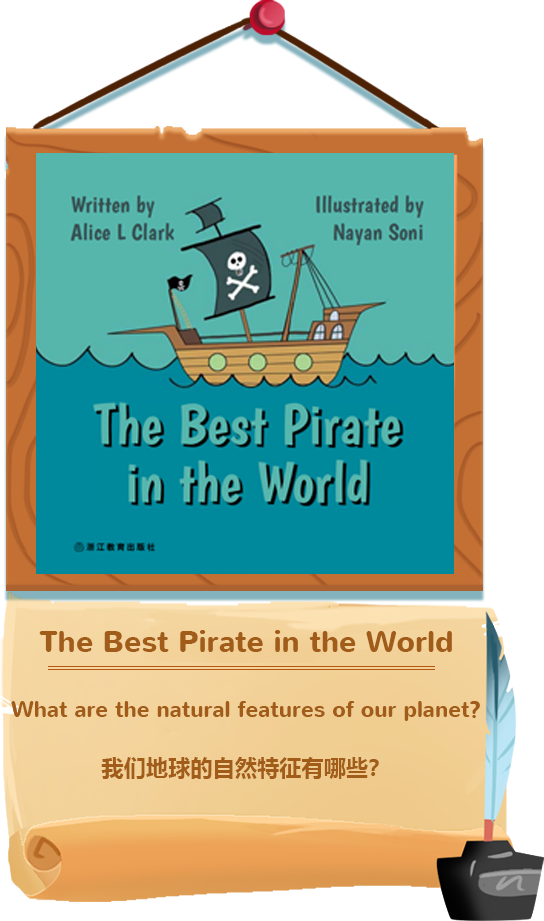 Written by
Alice L Clark
Illustrated by
Nayan Soni
The Best Pirate
in the World
浙江教育出版社
The Best Pirate in the World
What are the natural features of our planet?
我们地球的自然特征有哪些?